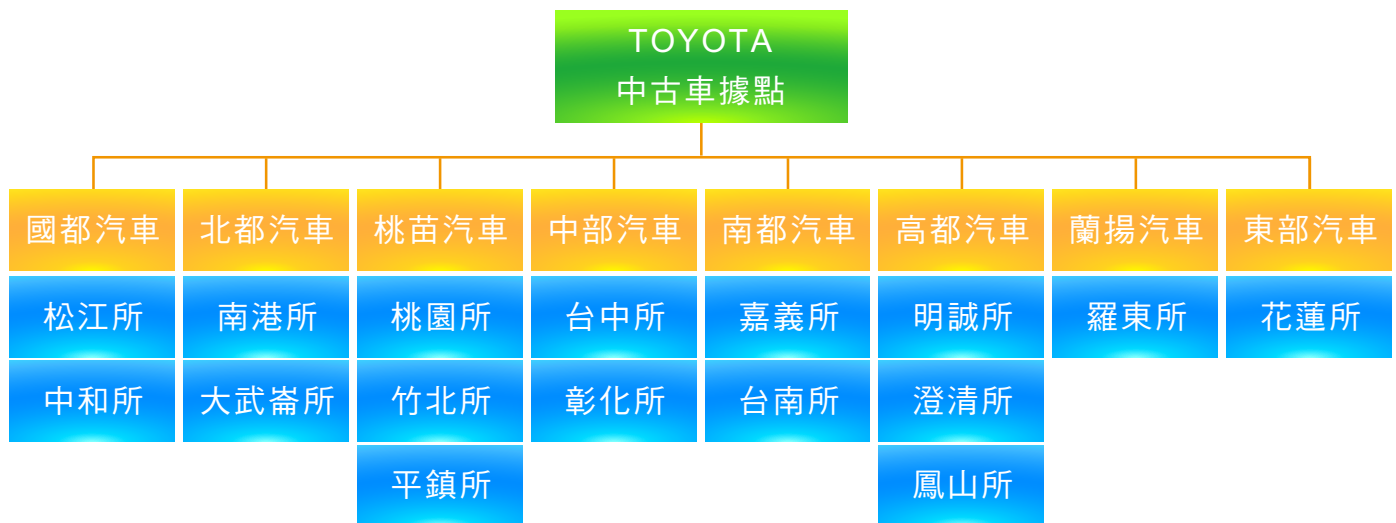 TOYOTA
中古車據點
國都汽車
北都汽車
桃苗汽車
中部汽車
南都汽車
高都汽車
蘭揚汽車
東部汽車
松江所
南港所
桃園所
台中所
嘉義所
明誠所
羅東所
花蓮所
中和所
大武崙所
竹北所
彰化所
台南所
澄清所
平鎮所
鳳山所